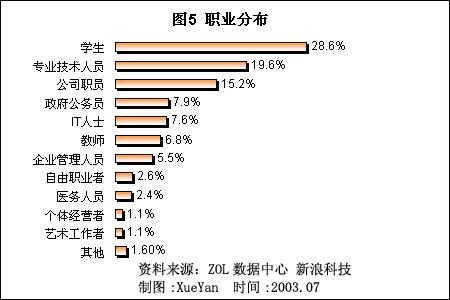 图5 职业分布
学生 28.6%
专业技术人员 19.6%
公司职员 15.2%
政府公务员 7.9%
IT人士 7.6%
教师 6.8%
企业管理人员 5.5%
自由职业者 2.6%
医务人员 2.4%
个体经营者 1.1%
艺术工作者 1.1%
其他 1.60%
资料来源：ZOL 数据中心 新浪科技
制图 :XueYan 时间 :2003.07